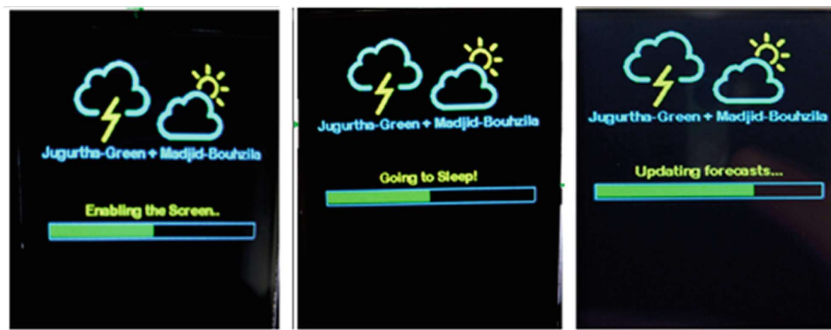 Jugurtha-Green + Madjid-Bouhzila
Enabling the Screen..
Jugurtha-Green + Madjid-Bouhzila
Going to Sleep!
Jugurtha-Green + Madjid-Bouhzila
Updating forecasts...